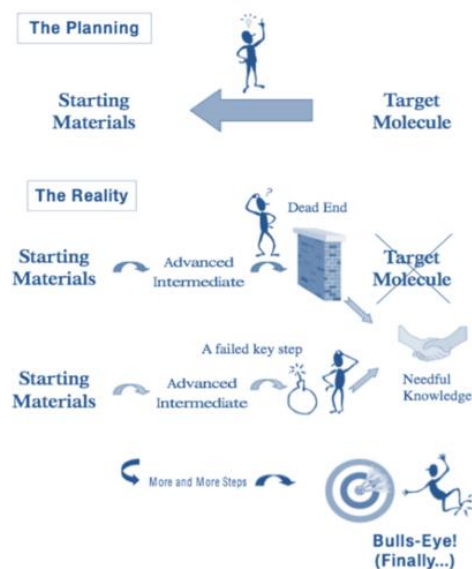 The Planning
Starting
Materials
Target
Molecule
The Reality
?
Dead End
Starting
Materials
Advanced
Intermediate
Target
Molecule
A failed key step
Starting
Materials
Advanced
Intermediate
Needful
Knowledge
More and More Steps
Bulls-Eye!
(Finally...)